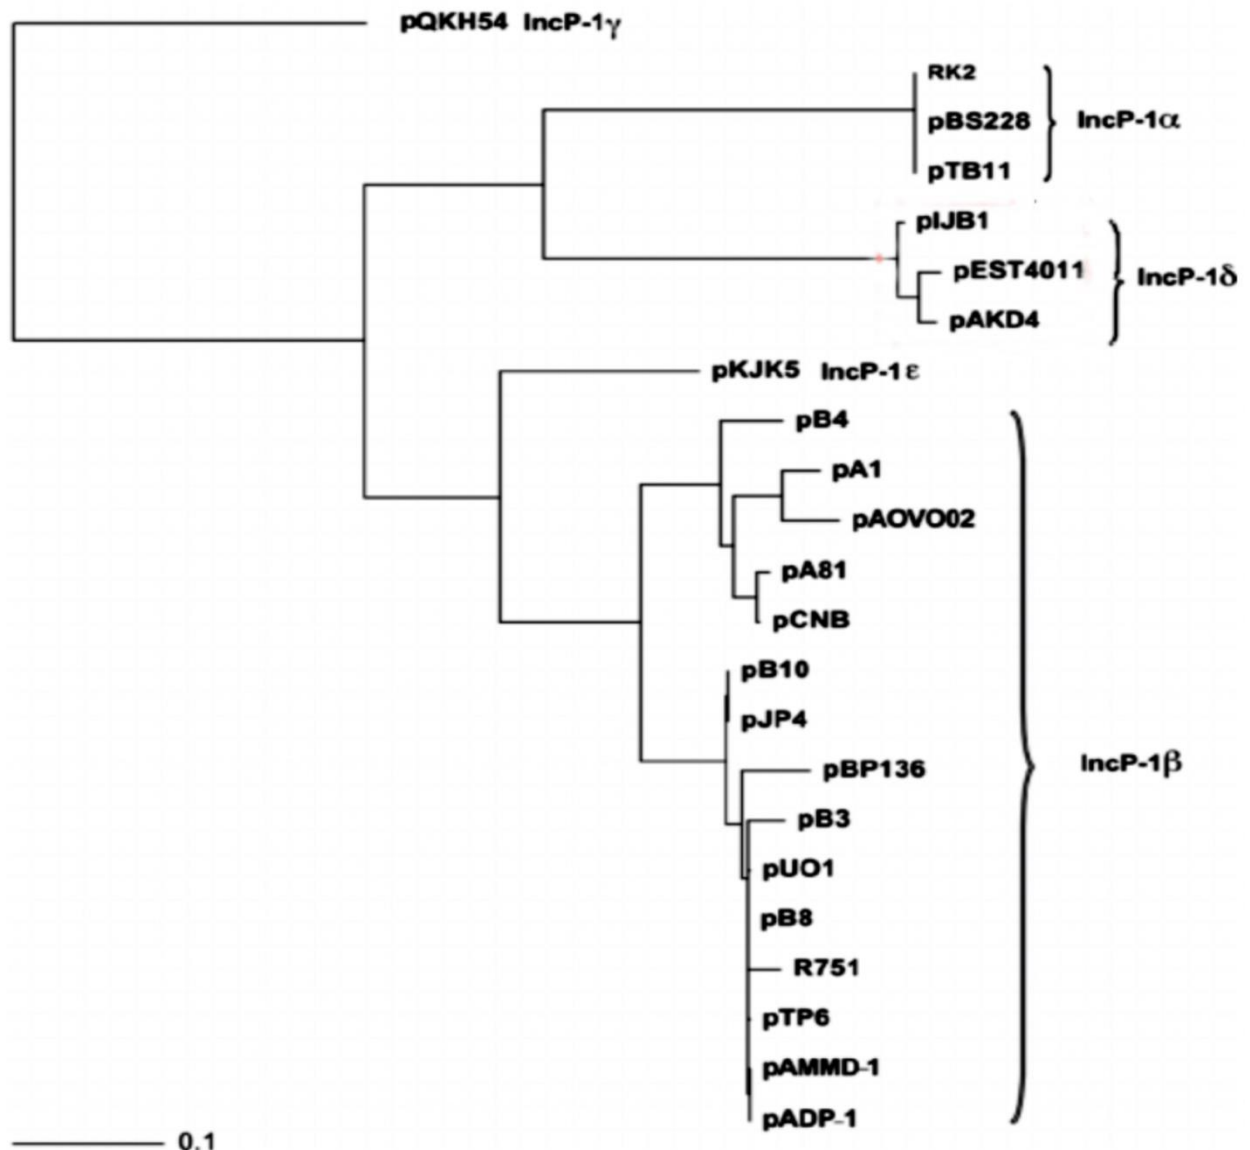 pQKH54 IncP-1γ
RK2
pBS228 IncP-1α
pTB11
pIJB1
pEST4011 IncP-1δ
pAKD4
pKJK5 IncP-1ε
pB4
pA1
pAOVO02
pA81
pCNB
pB10
pJP4
pBP136 IncP-1β
pB3
pUO1
pB8
R751
pTP6
pAMMD-1
pADP-1
0.1